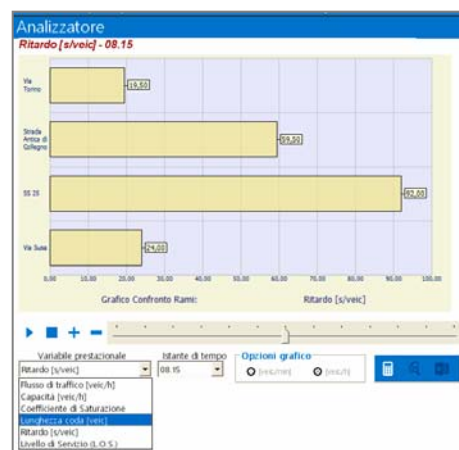 Analizzatore
Ritardo [s/veic] - 08.15
Via
Torino
19,50
Strada
Antica di
Collegno
59,50
SS 25
92,00
Via Susa
24,00
0,00 10,00 20,00 30,00 40,00 50,00 60,00 70,00 80,00 90,00 100,00
Grafico Confronto Rami: Ritardo [s/veic]
Variabile prestazionale Istante di tempo Opzioni grafico
Ritardo [s/veic] 08.15 [veic/min] [veic/h]
Flusso di traffico [veic/h]
Capacità [veic/h]
Coefficiente di Saturazione
Lunghezza coda [veic]
Ritardo [s/veic]
Livello di Servizio (L.O.S.)